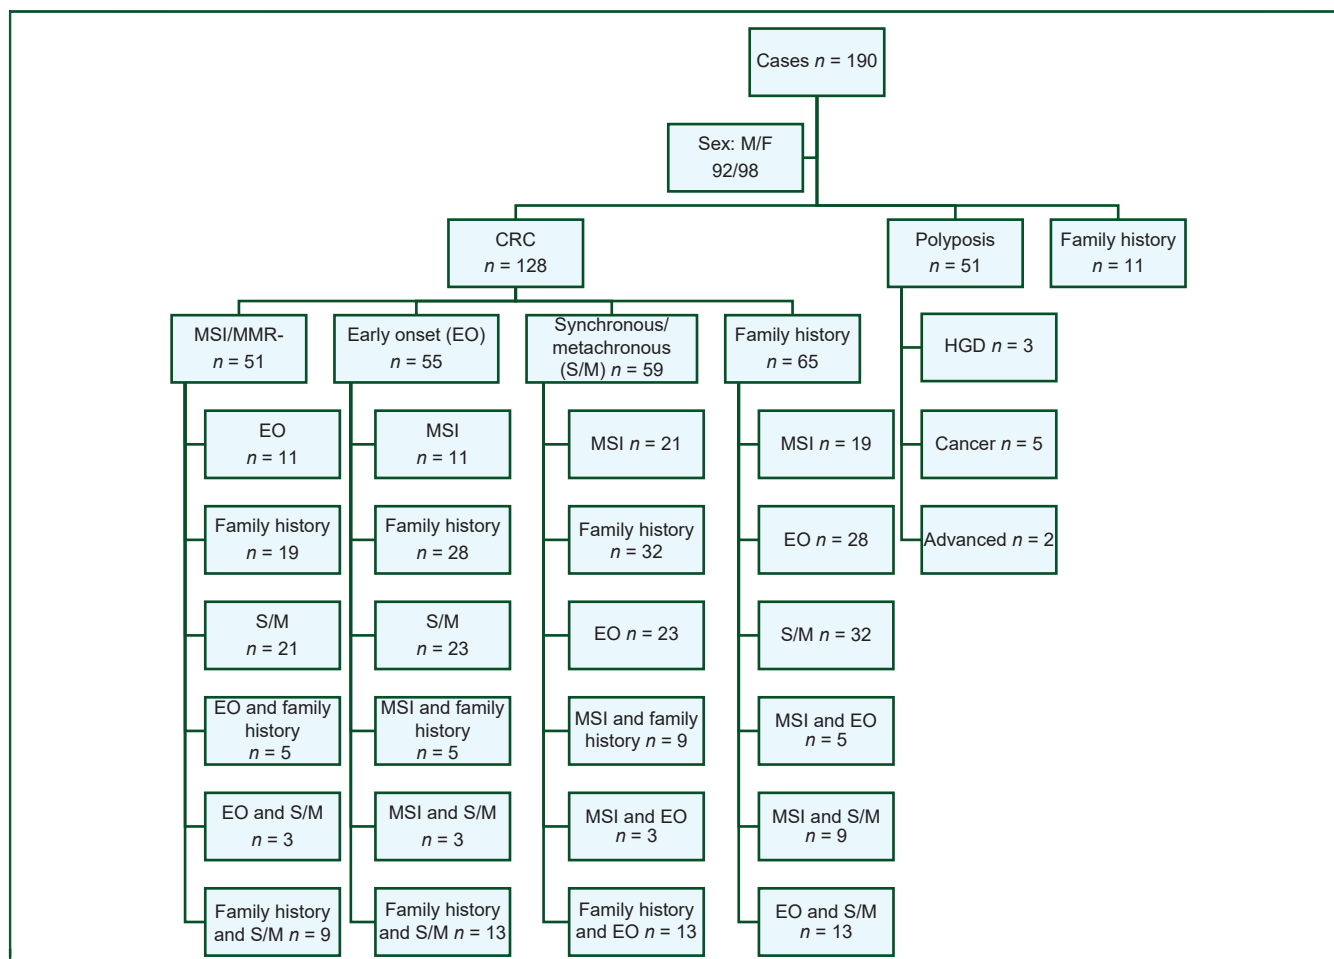 Cases n = 190
Sex: M/F
92/98
CRC
n = 128
Polyposis
n = 51
Family history
n = 11
MSI/MMR-
n = 51
Early onset (EO)
n = 55
Synchronous/
metachronous
(S/M) n = 59
Family history
n = 65
HGD n = 3
Cancer n = 5
Advanced n = 2
EO
n = 11
Family history
n = 19
S/M
n = 21
EO and family
history
n = 5
EO and S/M
n = 3
Family history
and S/M n = 9
MSI
n = 11
Family history
n = 28
S/M
n = 23
MSI and family
history
n = 5
MSI and S/M
n = 3
Family history
and S/M n = 13
MSI n = 21
Family history
n = 32
EO n = 23
MSI and family
history n = 9
MSI and EO
n = 3
Family history
and EO n = 13
MSI n = 19
EO n = 28
S/M n = 32
MSI and EO
n = 5
MSI and S/M
n = 9
EO and S/M
n = 13